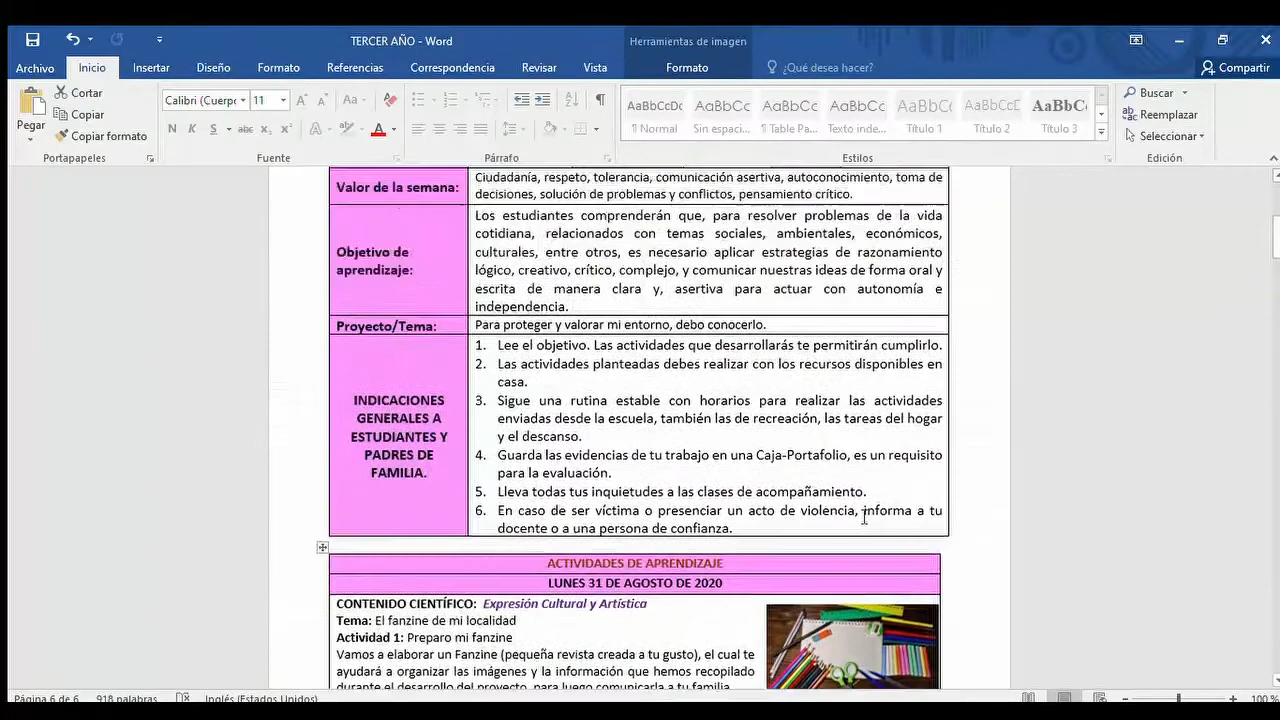 TERCER AÑO - Word
Herramientas de imagen
Archivo
Inicio
Insertar
Diseño
Formato
Referencias
Correspondencia
Revisar
Vista
Formato
¿Qué desea hacer?
Compartir
Pegar
Cortar
Copiar
Copiar formato
Portapapeles
Calibri (Cuerpo
11
Fuente
Párrafo
AaBbCcDc
¶ Normal
AaBbCc
Sin espaci...
AaBbCc
¶ Table Pa...
AaBbCc
Texto inde...
AaBbCc
Título 1
AaBbCcD
Título 2
AaBbC
Título 3
Estilos
Buscar
Reemplazar
Seleccionar
Edición
Valor de la semana:
Ciudadanía, respeto, tolerancia, comunicación asertiva, autoconocimiento, toma de
decisiones, solución de problemas y conflictos, pensamiento crítico.
Objetivo de
aprendizaje:
Los estudiantes comprenderán que, para resolver problemas de la vida
cotidiana, relacionados con temas sociales, ambientales, económicos,
culturales, entre otros, es necesario aplicar estrategias de razonamiento
lógico, creativo, crítico, complejo, y comunicar nuestras ideas de forma oral y
escrita de manera clara y, asertiva para actuar con autonomía e
independencia.
Proyecto/Tema:
Para proteger y valorar mi entorno, debo conocerlo.
INDICACIONES
GENERALES A
ESTUDIANTES Y
PADRES DE
FAMILIA.
1. Lee el objetivo. Las actividades que desarrollarás te permitirán cumplirlo.
2. Las actividades planteadas debes realizar con los recursos disponibles en
casa.
3. Sigue una rutina estable con horarios para realizar las actividades
enviadas desde la escuela, también las de recreación, las tareas del hogar
y el descanso.
4. Guarda las evidencias de tu trabajo en una Caja-Portafolio, es un requisito
para la evaluación.
5. Lleva todas tus inquietudes a las clases de acompañamiento.
6. En caso de ser víctima o presenciar un acto de violencia, informa a tu
docente o a una persona de confianza.
ACTIVIDADES DE APRENDIZAJE
LUNES 31 DE AGOSTO DE 2020
CONTENIDO CIENTÍFICO: Expresión Cultural y Artística
Tema: El fanzine de mi localidad
Actividad 1: Preparo mi fanzine
Vamos a elaborar un Fanzine (pequeña revista creada a tu gusto), el cual te
ayudará a organizar las imágenes y la información que hemos recopilado
durante el desarrollo del proyecto, para luego comunicarla a tu familia
Página 6 de 6
918 palabras
Inglés (Estados Unidos)
100 %